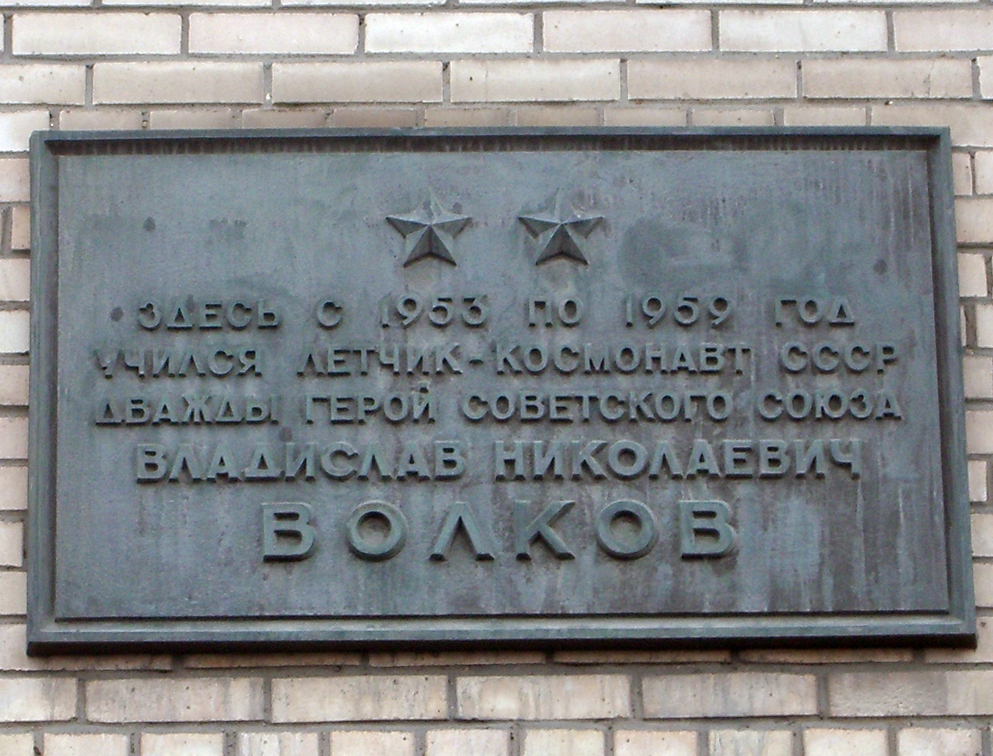 ЗДЕСЬ С 1953 ПО 1959 ГОД
УЧИЛСЯ ЛЕТЧИК-КОСМОНАВТ СССР
ДВАЖДЫ ГЕРОЙ СОВЕТСКОГО СОЮЗА
ВЛАДИСЛАВ НИКОЛАЕВИЧ
ВОЛКОВ